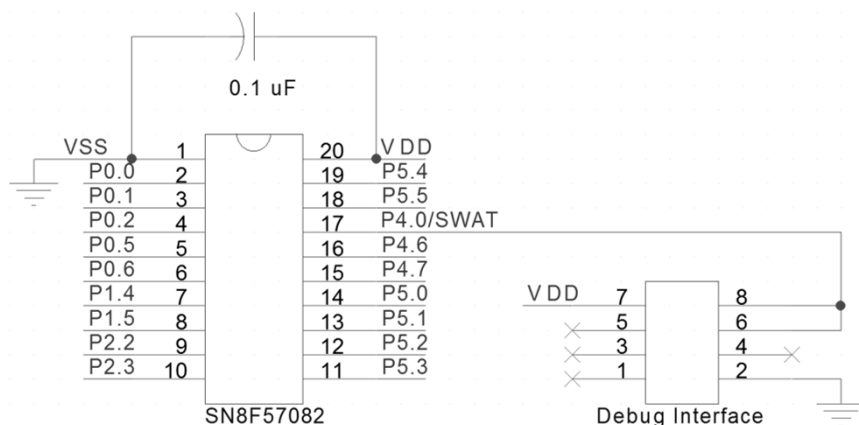 0.1 uF
VSS 1 20 VDD
P0.0 2 19 P5.4
P0.1 3 18 P5.5
P0.2 4 17 P4.0/SWAT
P0.5 5 16 P4.6
P0.6 6 15 P4.7
P1.4 7 14 P5.0
P1.5 8 13 P5.1
P2.2 9 12 P5.2
P2.3 10 11 P5.3
SN8F57082
VDD 7 8
5 6
3 4
1 2
Debug Interface